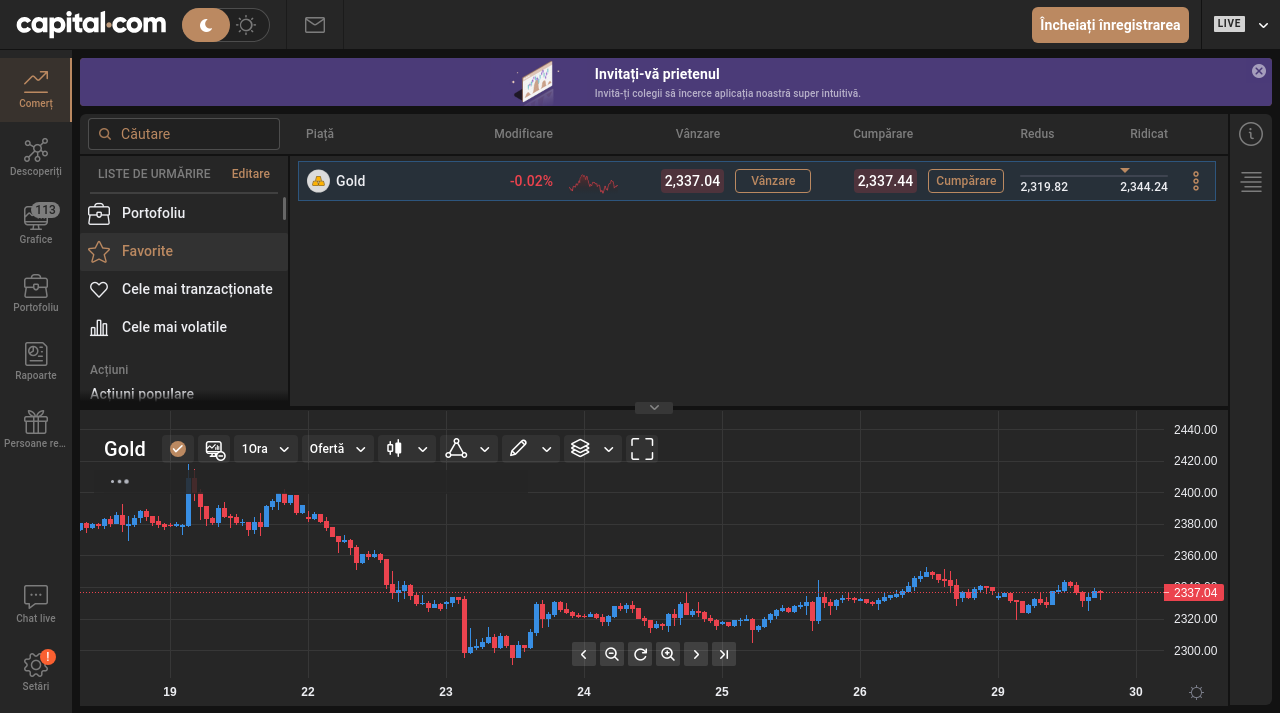 capital.com
Încheiați înregistrarea
LIVE
Invitați-vă prietenul
Invită-ți colegii să încerce aplicația noastră super intuitivă.
Comerț
Descoperiți
113
Grafice
Portofoliu
Rapoarte
Persoane re...
Chat live
!
Setări
Căutare
LISTE DE URMĂRIRE
Editare
Portofoliu
Favorite
Cele mai tranzacționate
Cele mai volatile
Acțiuni
Acțiuni populare
Piață Modificare Vânzare Cumpărare Redus Ridicat
Gold -0.02% 2,337.04 Vânzare 2,337.44 Cumpărare 2,319.82 2,344.24
Gold 1Ora Ofertă
2440.00
2420.00
2400.00
2380.00
2360.00
2337.04
2320.00
2300.00
19 22 23 24 25 26 29 30